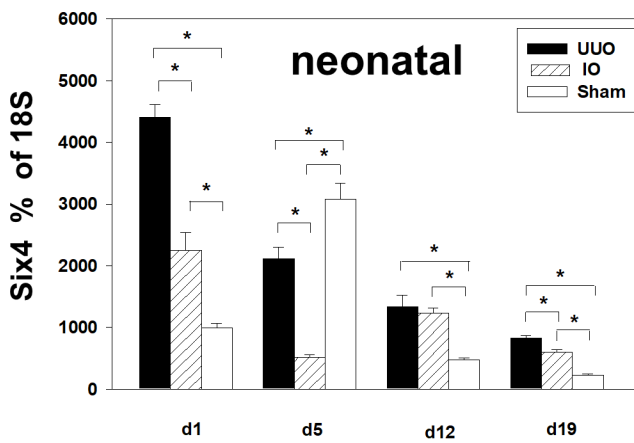 neonatal
UUO
IO
Sham
Six4 % of 18S
6000
5000
4000
3000
2000
1000
0
* * *
* * *
* *
* * *
d1 d5 d12 d19